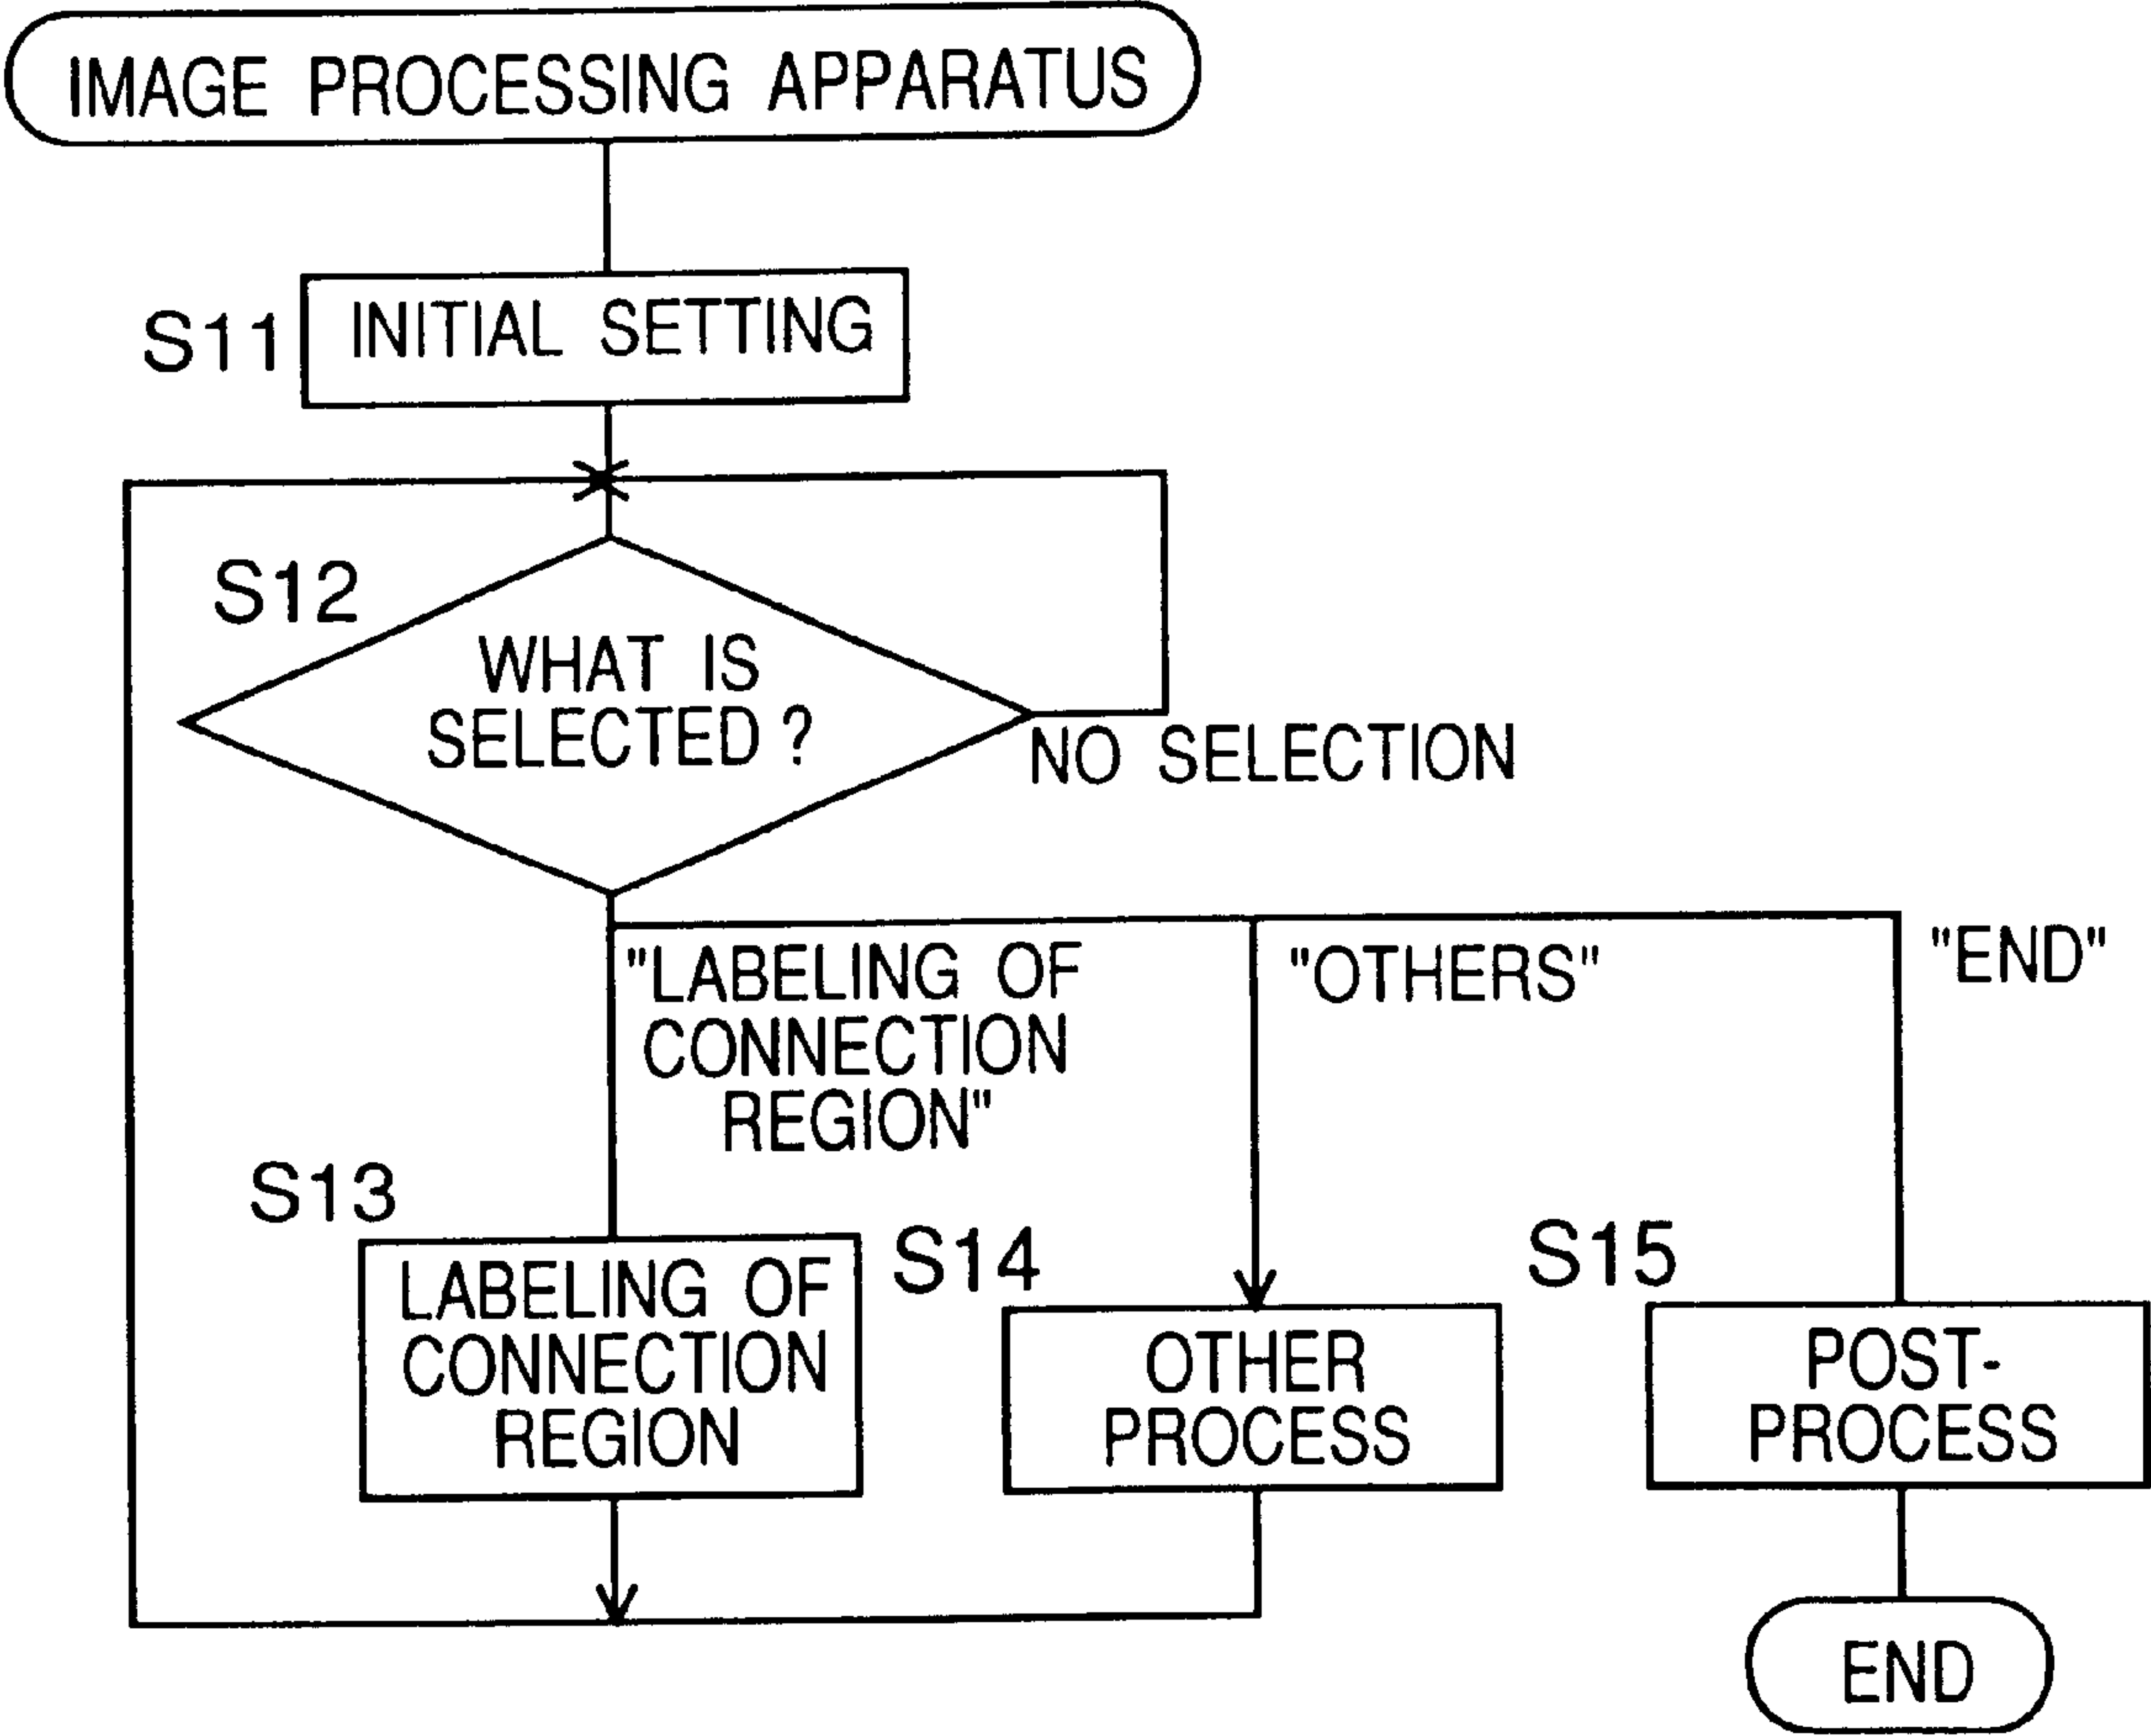 IMAGE PROCESSING APPARATUS
S11
INITIAL SETTING
S12
WHAT IS
SELECTED ?
NO SELECTION
"LABELING OF
CONNECTION
REGION"
"OTHERS"
"END"
S13
LABELING OF
CONNECTION
REGION
S14
OTHER
PROCESS
S15
POST-
PROCESS
END